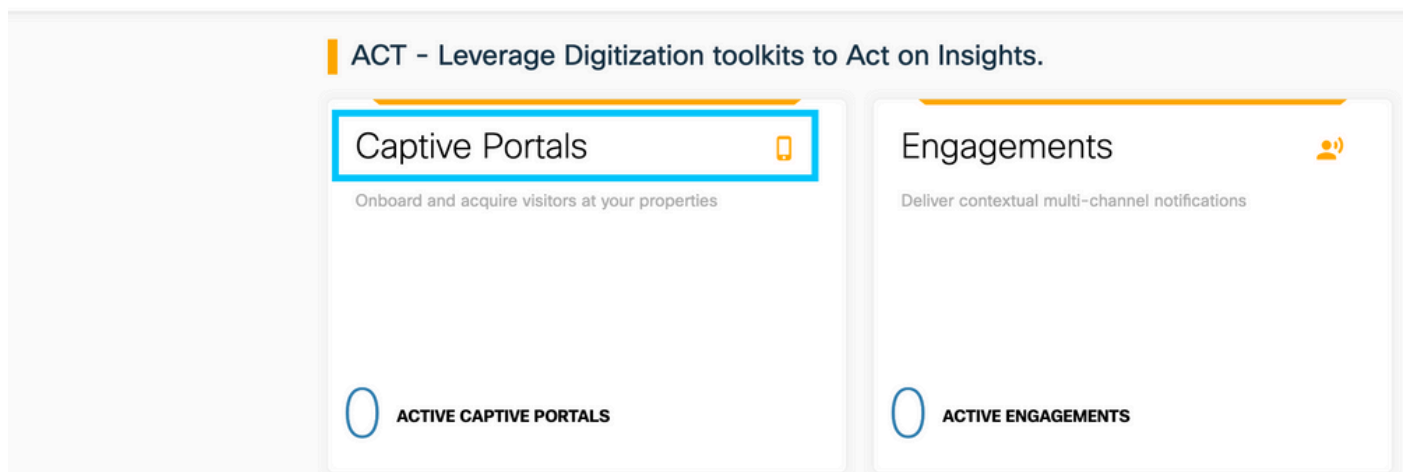 ACT - Leverage Digitization toolkits to Act on Insights.
Captive Portals
Onboard and acquire visitors at your properties
0 ACTIVE CAPTIVE PORTALS
Engagements
Deliver contextual multi-channel notifications
0 ACTIVE ENGAGEMENTS